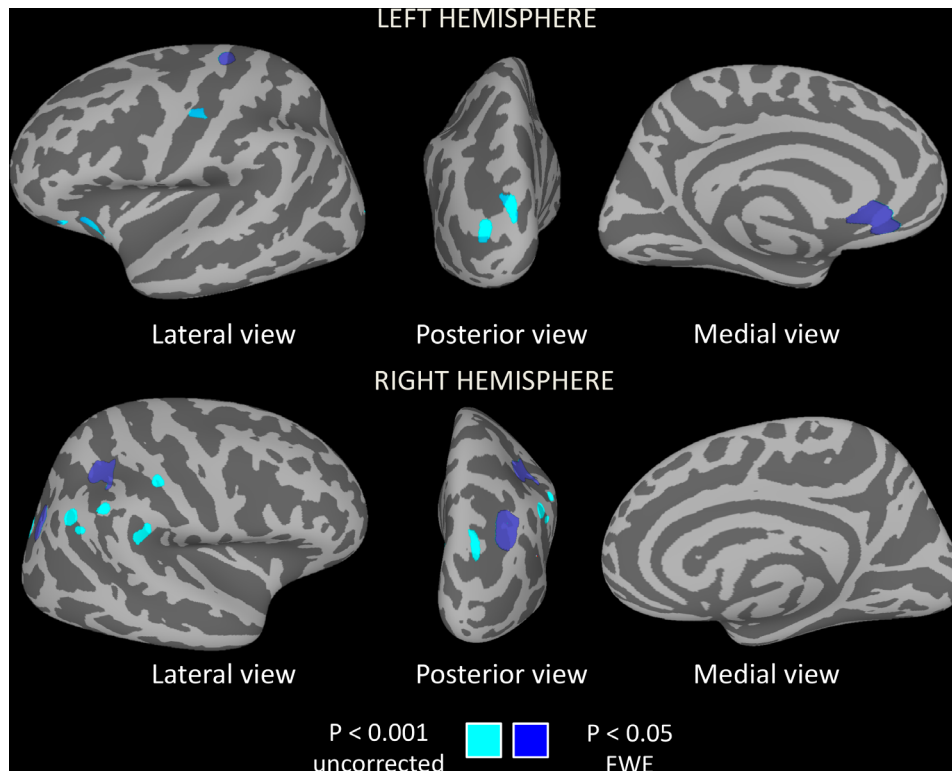 LEFT HEMISPHERE
Lateral view
Posterior view
Medial view
RIGHT HEMISPHERE
Lateral view
Posterior view
Medial view
P < 0.001
uncorrected
P < 0.05
FWE